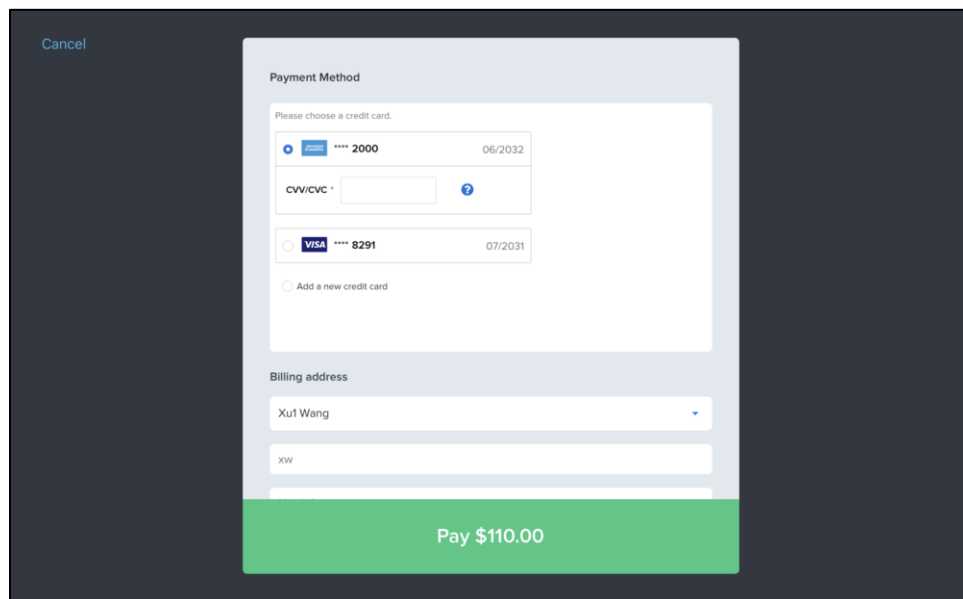 Cancel
Payment Method
Please choose a credit card.
**** 2000 06/2032
CVV/CVC *
?
VISA **** 8291 07/2031
Add a new credit card
Billing address
Xu1 Wang
xw
Pay $110.00